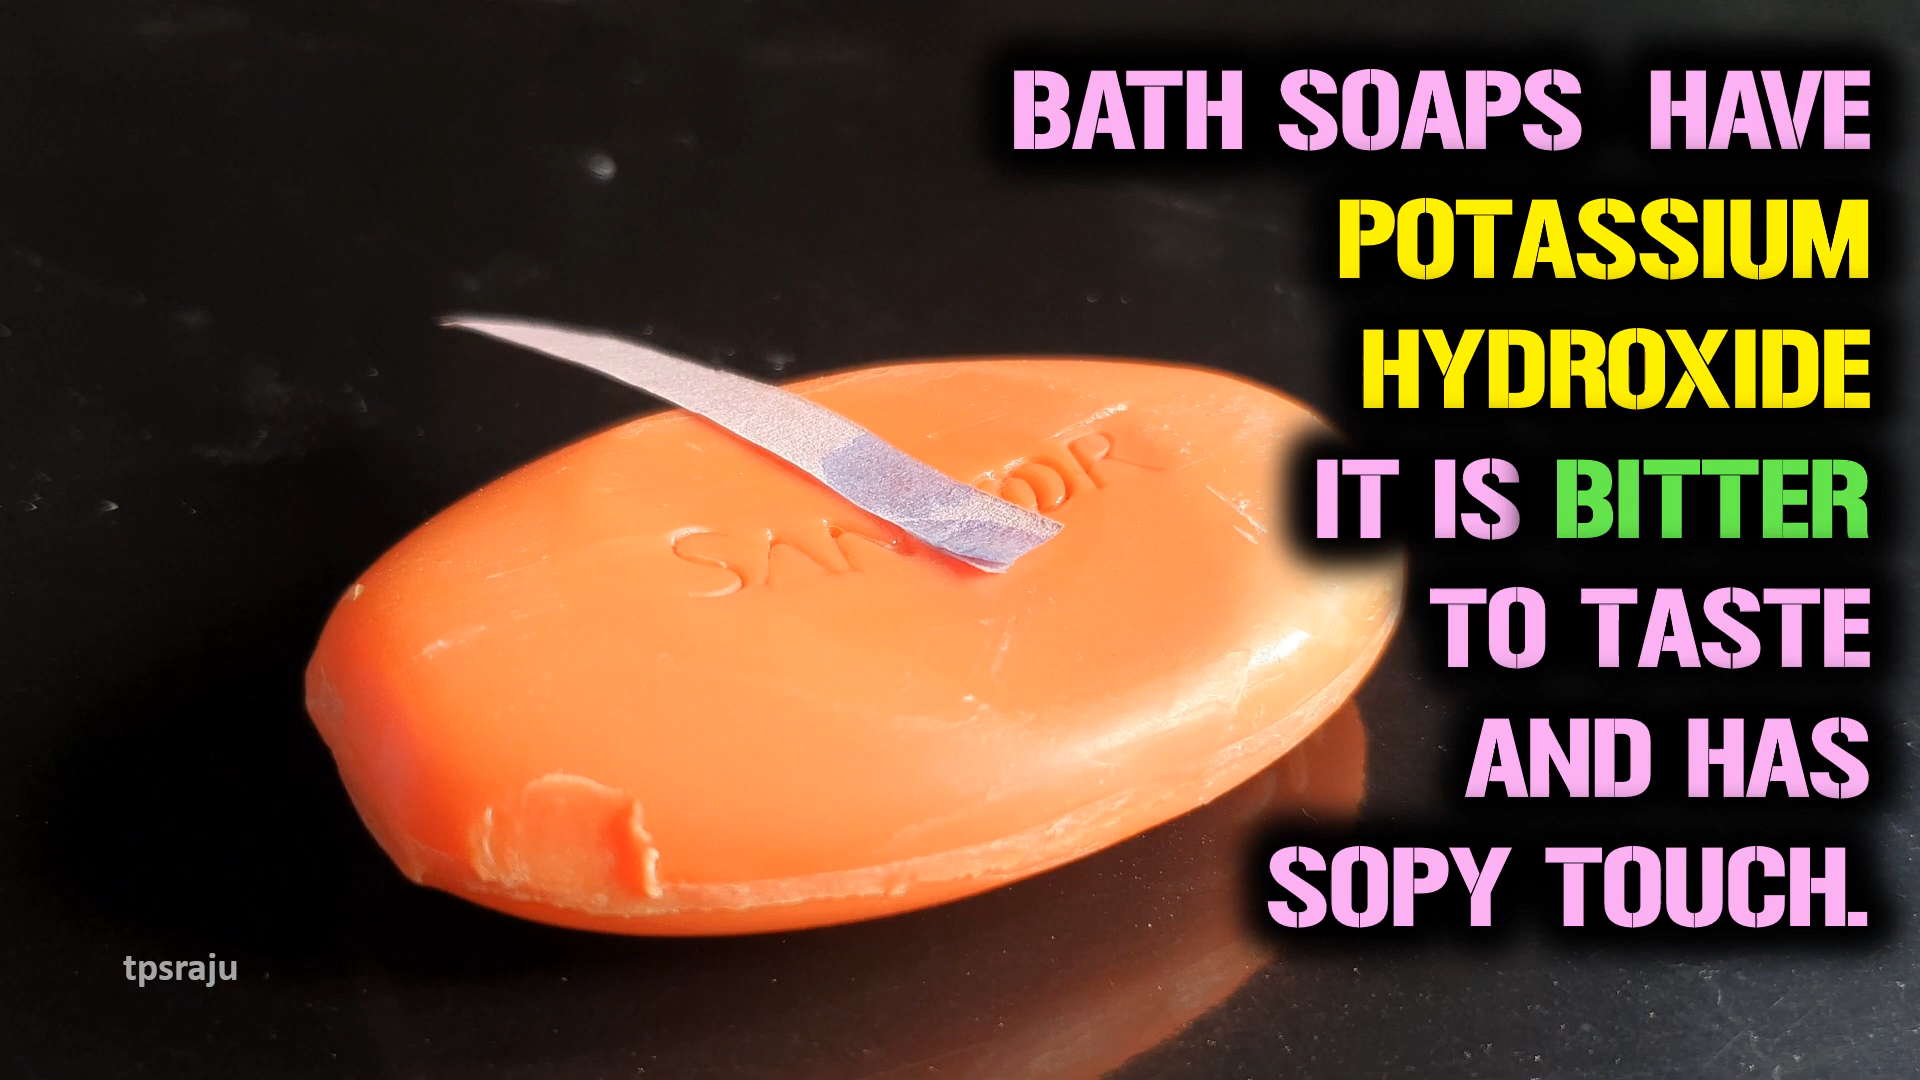 BATH SOAPS  HAVE
POTASSIUM
HYDROXIDE
IT IS BITTER
TO TASTE
AND HAS
SOPY TOUCH.
tpsraju